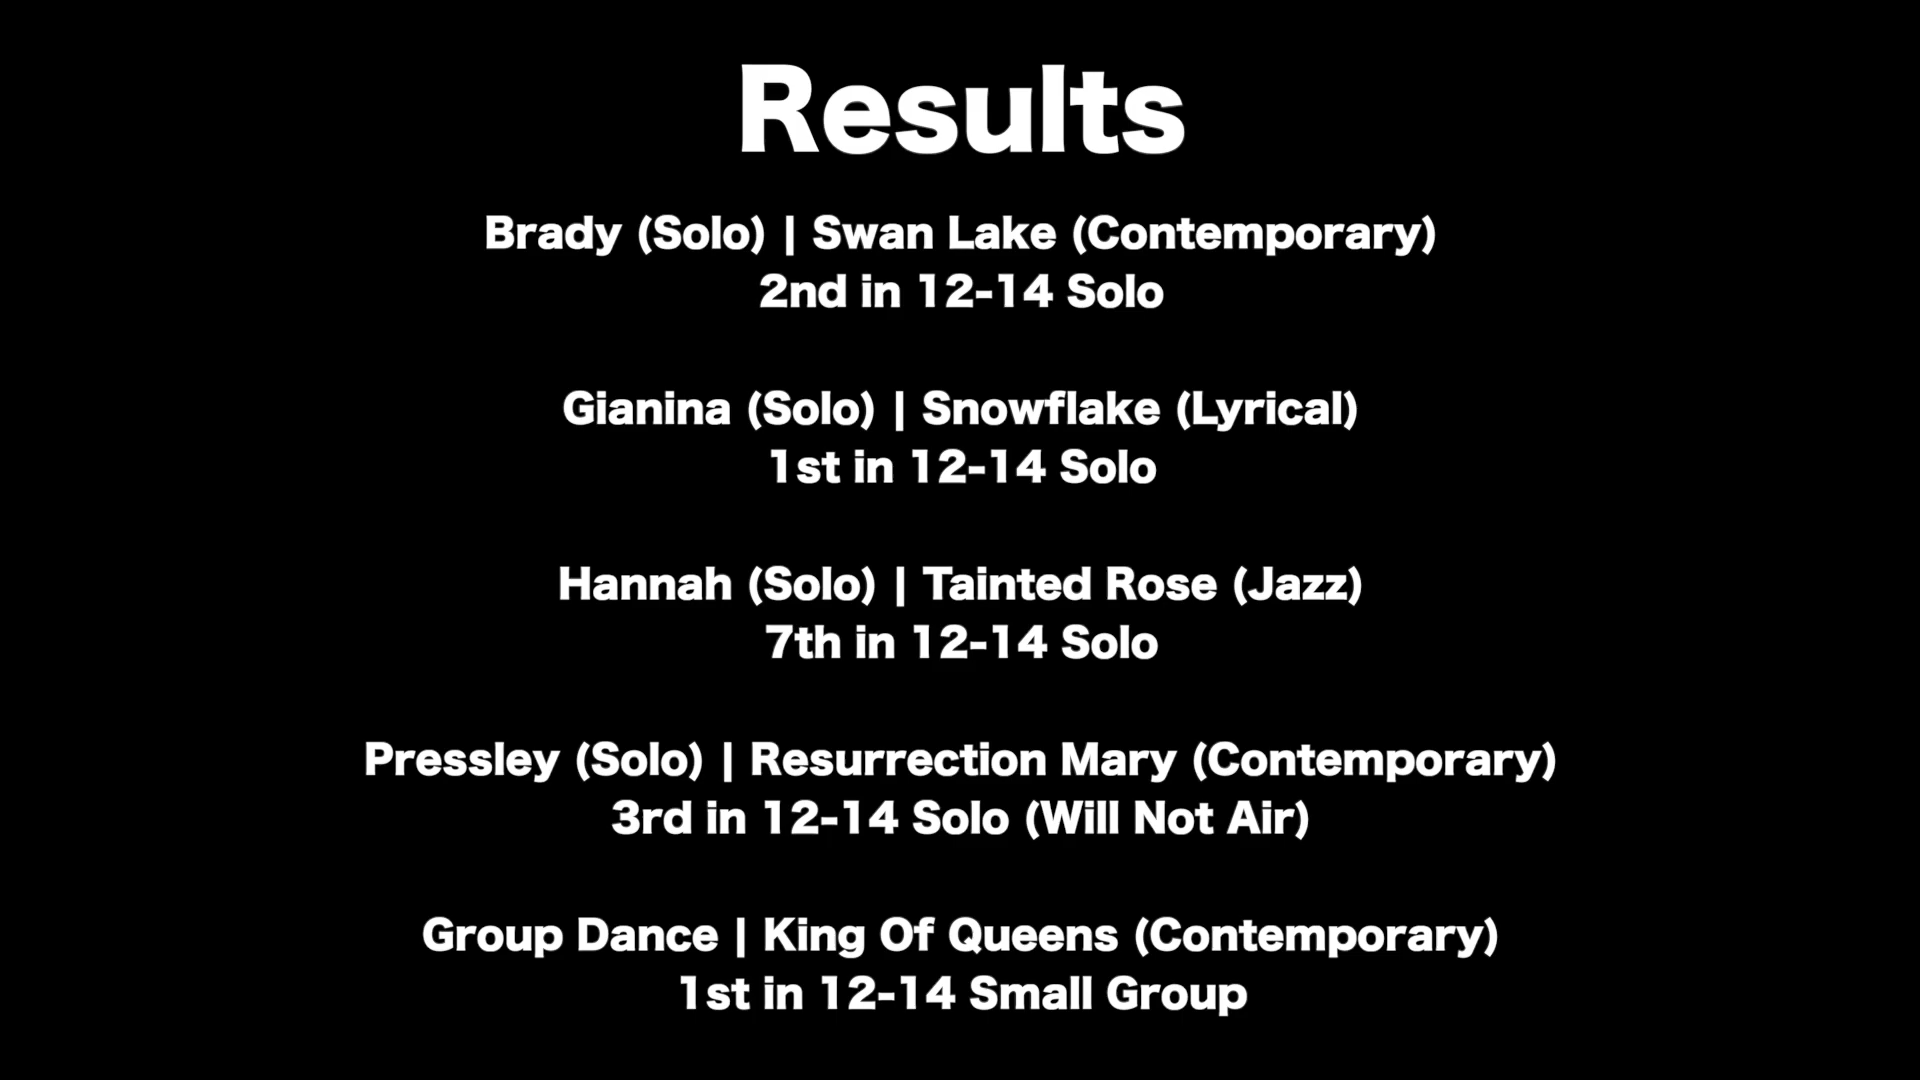 Results
Brady (Solo) | Swan Lake (Contemporary)
2nd in 12-14 Solo
Gianina (Solo) | Snowflake (Lyrical)
1st in 12-14 Solo
Hannah (Solo) | Tainted Rose (Jazz)
7th in 12-14 Solo
Pressley (Solo) | Resurrection Mary (Contemporary)
3rd in 12-14 Solo (Will Not Air)
Group Dance | King Of Queens (Contemporary)
1st in 12-14 Small Group